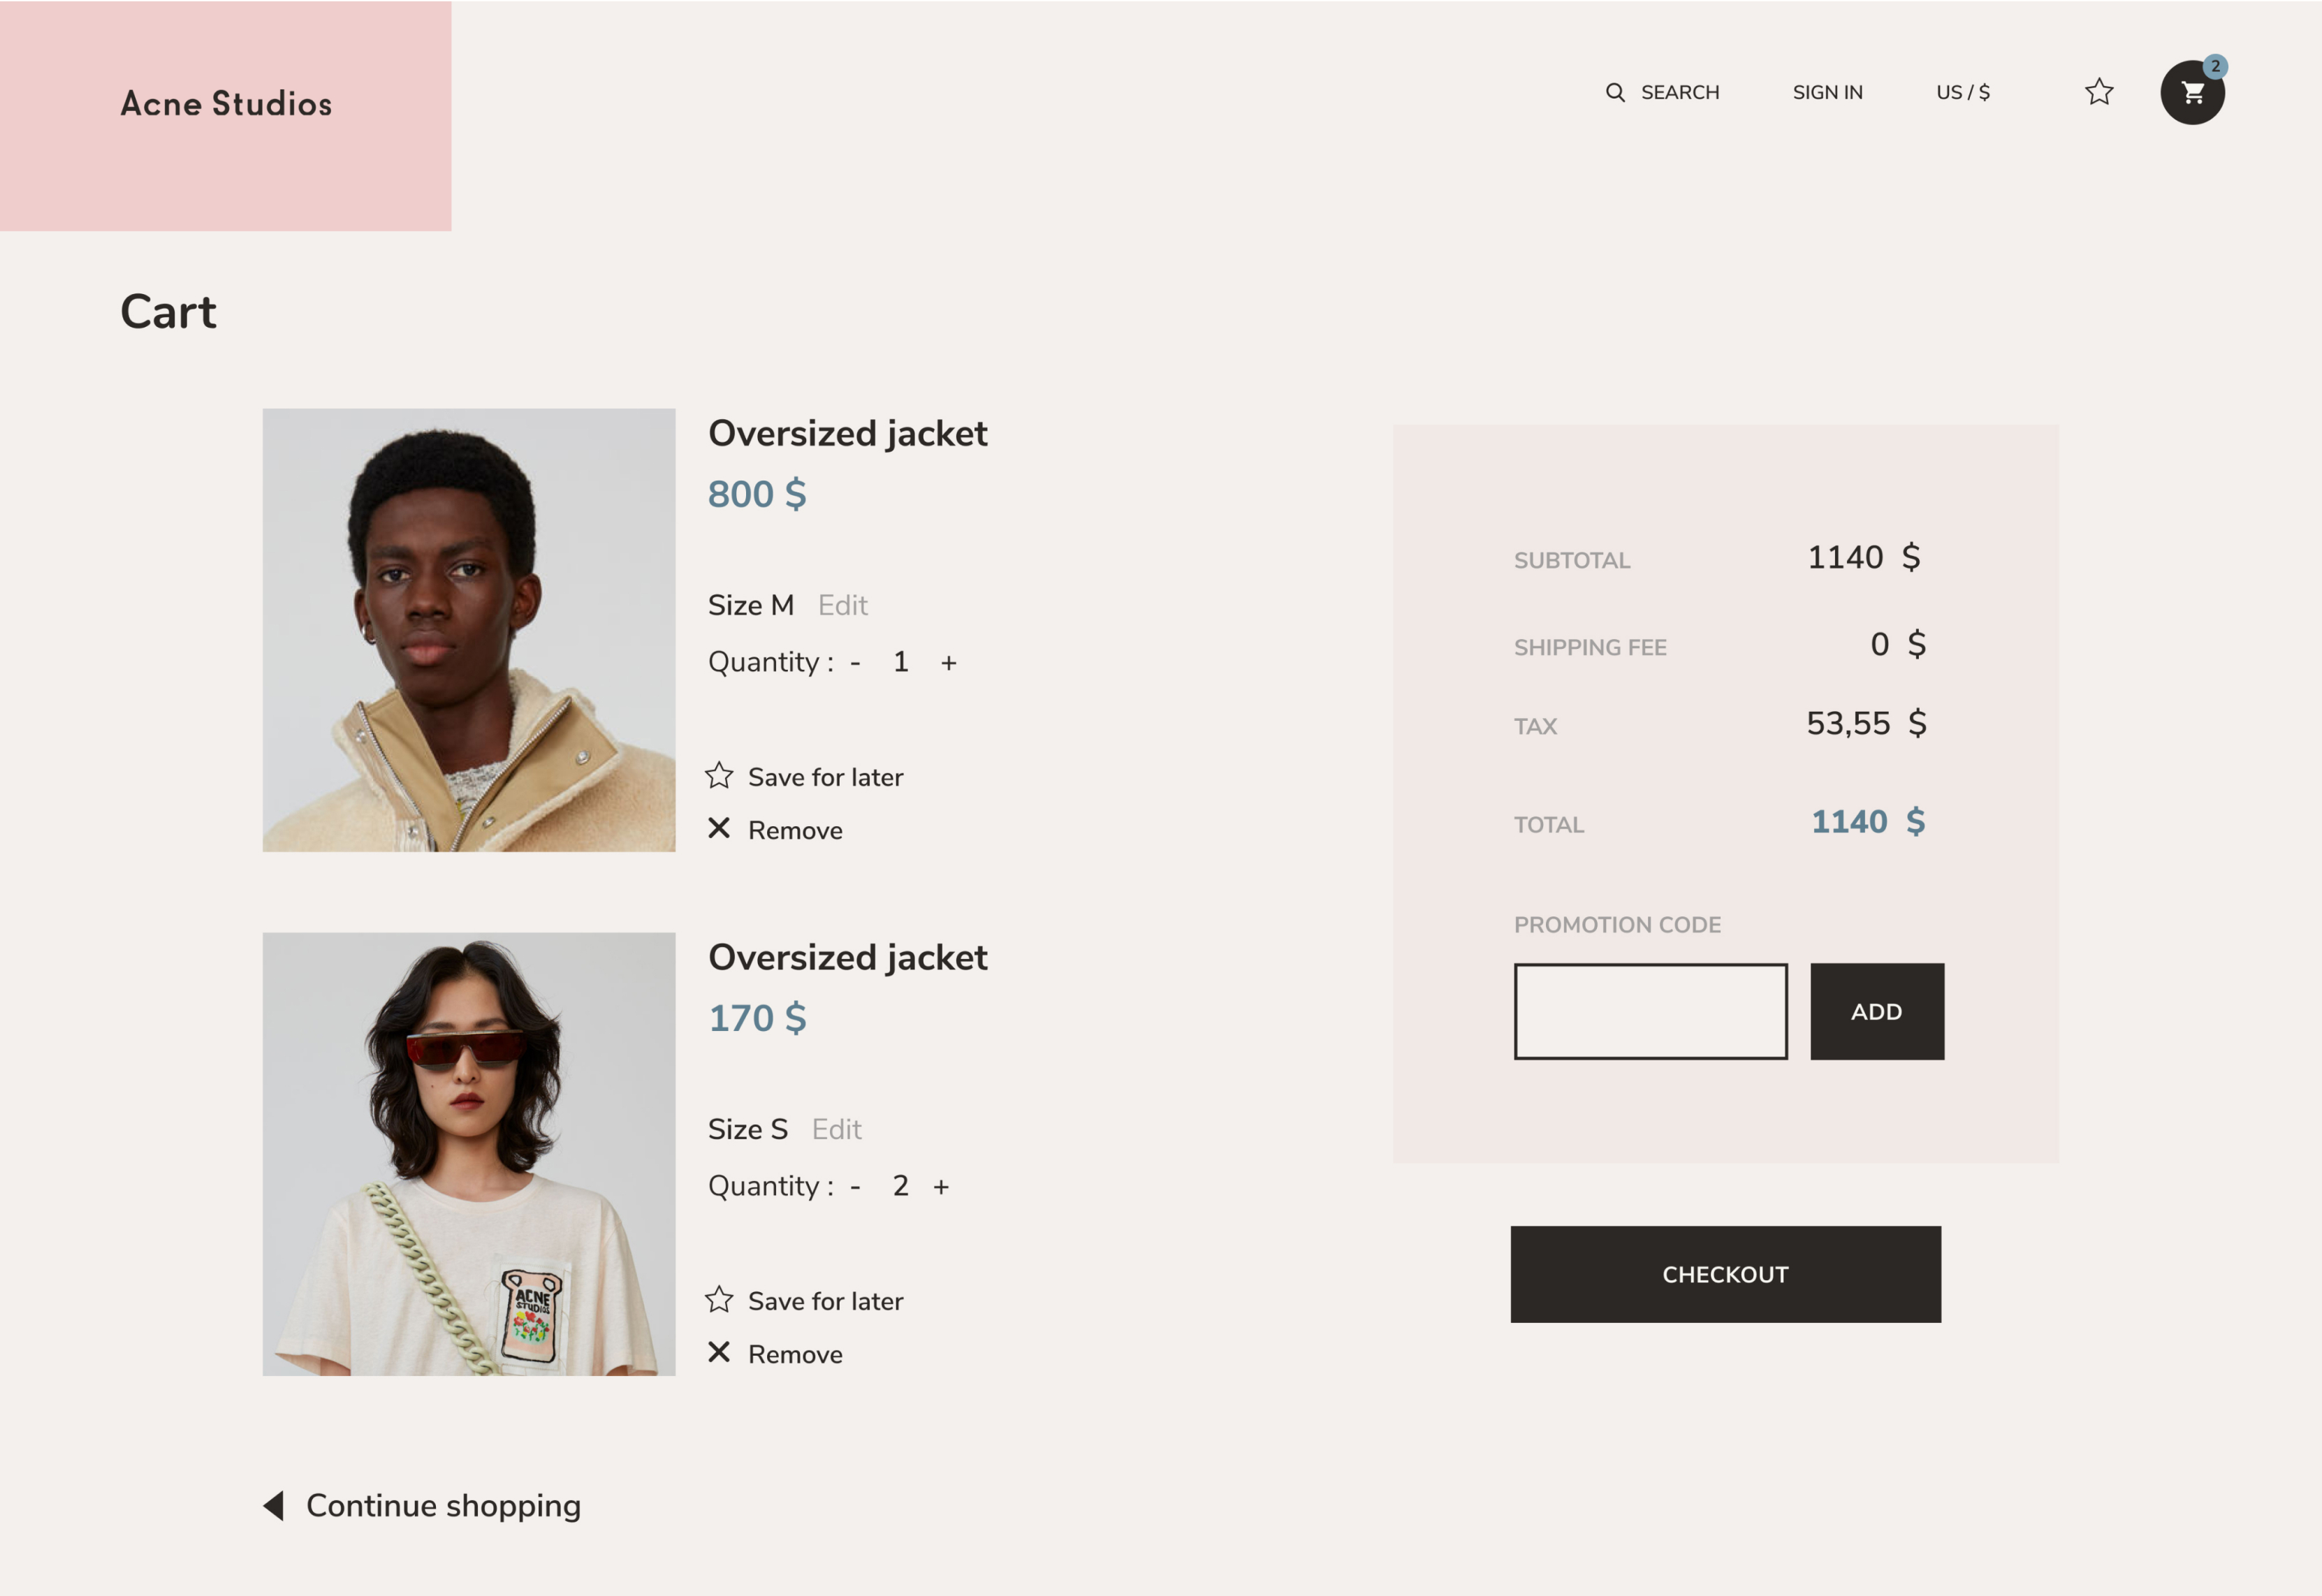 Acne Studios
SEARCH SIGN IN US / $ 2
Cart
Oversized jacket
800 $
Size M Edit
Quantity : - 1 +
Save for later
Remove
Oversized jacket
170 $
Size S Edit
Quantity : - 2 +
Save for later
Remove
ACNE
STUDIOS
Continue shopping
SUBTOTAL 1140 $
SHIPPING FEE 0 $
TAX 53,55 $
TOTAL 1140 $
PROMOTION CODE
ADD
CHECKOUT